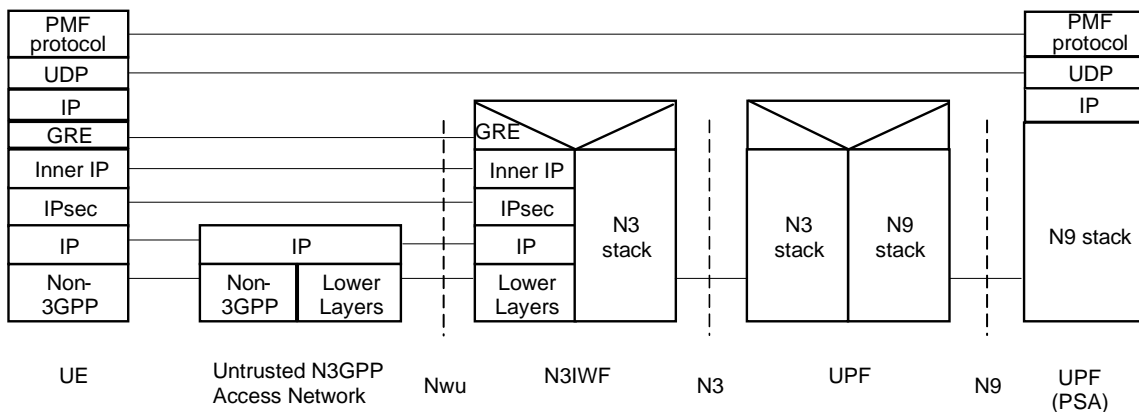 PMF
protocol
UDP
IP
GRE
Inner IP
IPsec
IP
Non-
3GPP
UE
IP
Non-
3GPP
Lower
Layers
Untrusted N3GPP
Access Network
Nwu
GRE
Inner IP
IPsec
IP
Lower
Layers
N3
stack
N3IWF
N3
N3
stack
N9
stack
UPF
N9
PMF
protocol
UDP
IP
N9 stack
UPF
(PSA)